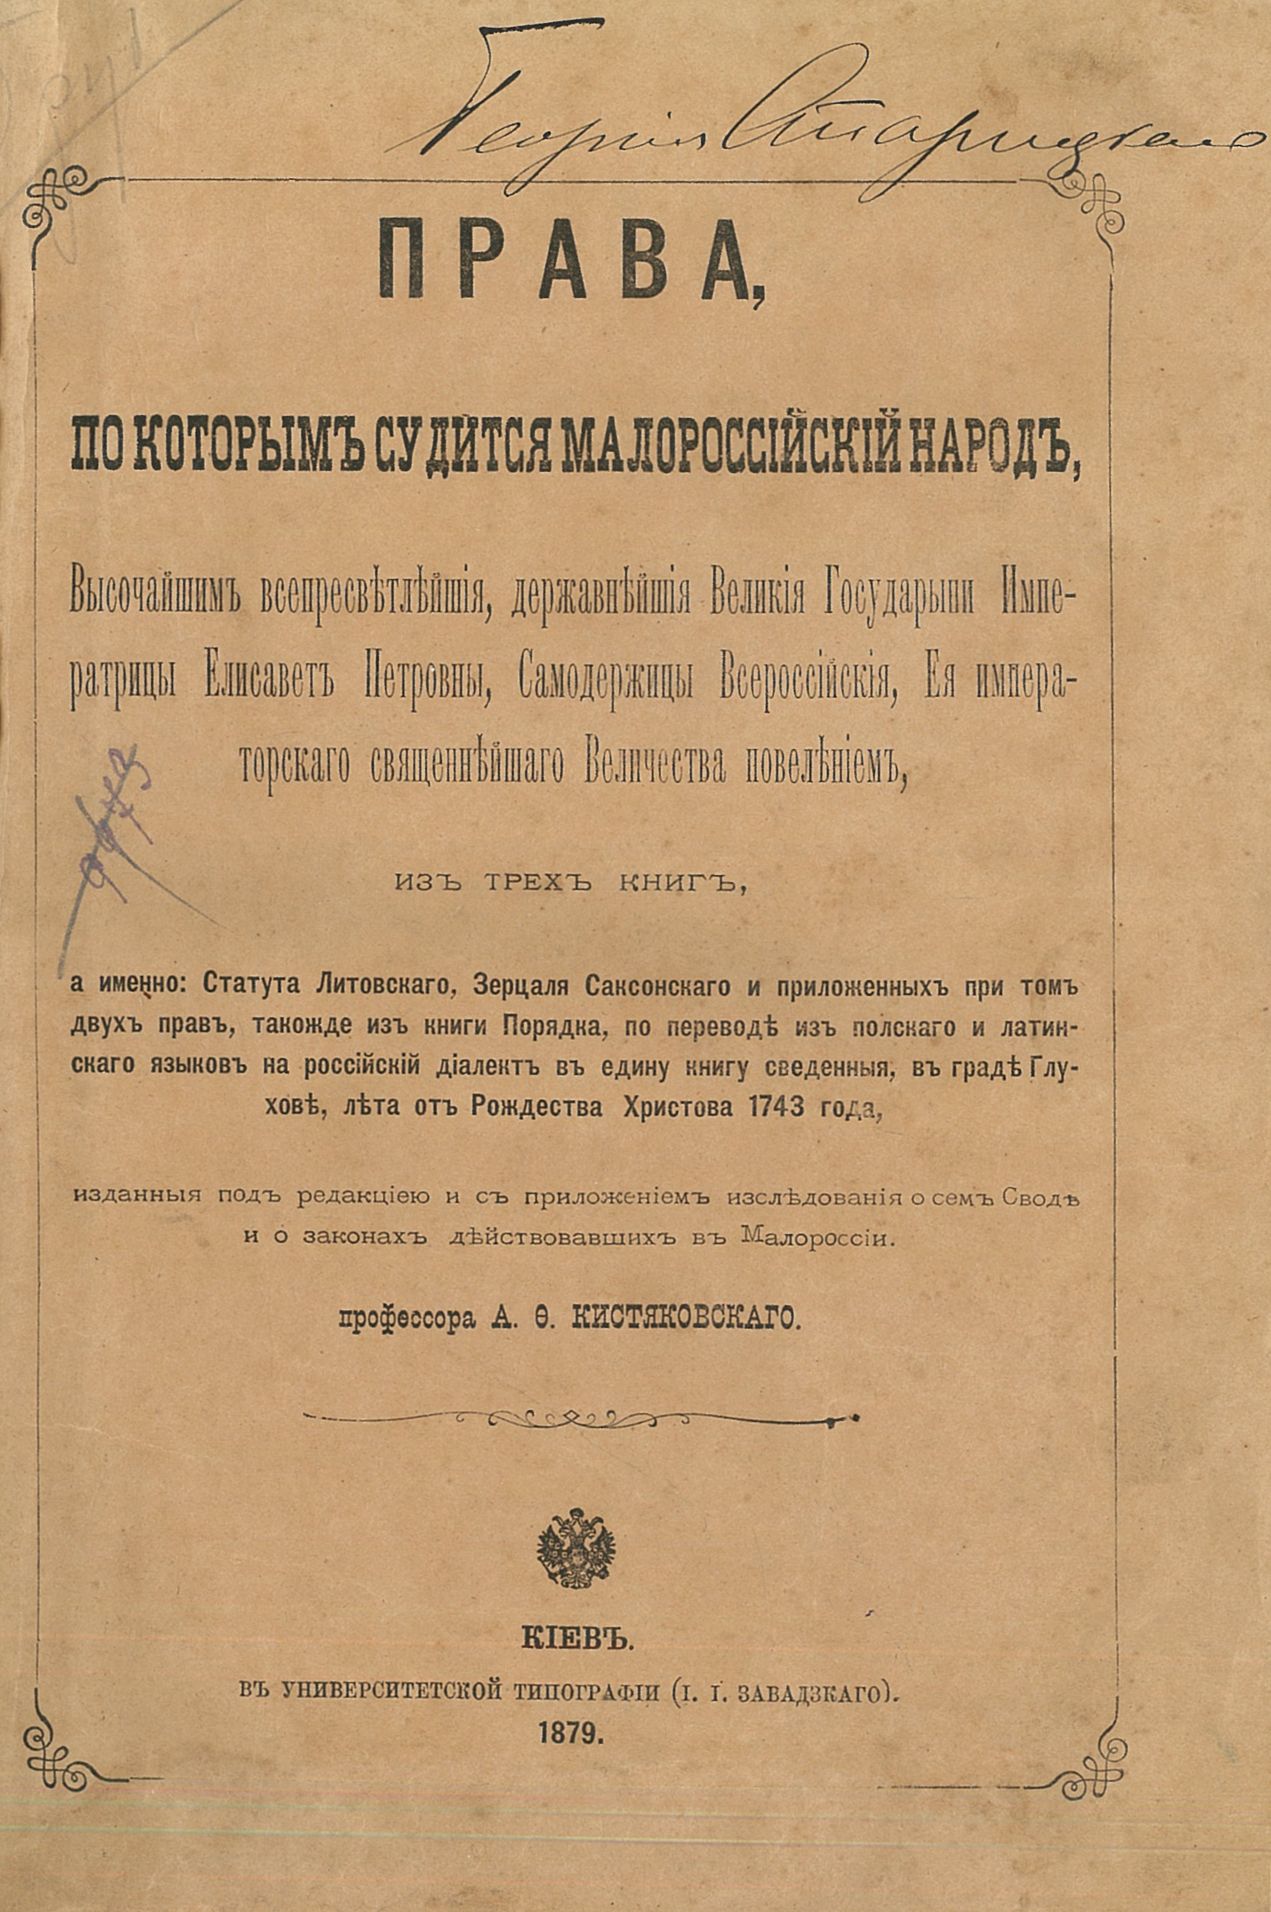 Георгія Старицкаго
ПРАВА,
ПО КОТОРЫМЪ СУДИТСЯ МАЛОРОССІЙСКІЙ НАРОДЪ,
Высочайшимъ всепресвѣтлѣйшія, державнѣйшія Великія Государыни Импе-
ратрицы Елисаветъ Петровны, Самодержицы Всероссійскія, Ея импера-
торскаго священнѣйшаго Величества повелѣніемъ,
ИЗЪ ТРЕХЪ КНИГЪ,
а именно: Статута Литовскаго, Зерцаля Саксонскаго и приложенныхъ при томъ
двухъ правъ, такожде изъ книги Порядка, по переводѣ изъ полскаго и латин-
скаго языковъ на россійскій діалектъ въ едину книгу сведенныя, въ градѣ Глу-
ховѣ, лѣта отъ Рождества Христова 1743 года,
изданныя подъ редакціею и съ приложеніемъ изслѣдованія о семъ Сводѣ
и о законахъ дѣйствовавшихъ въ Малороссіи.
профессора А. Ѳ. КИСТЯКОВСКАГО.
КІЕВЪ.
ВЪ УНИВЕРСИТЕТСКОЙ ТИПОГРАФІИ (І. І. ЗАВАДЗКАГО).
1879.